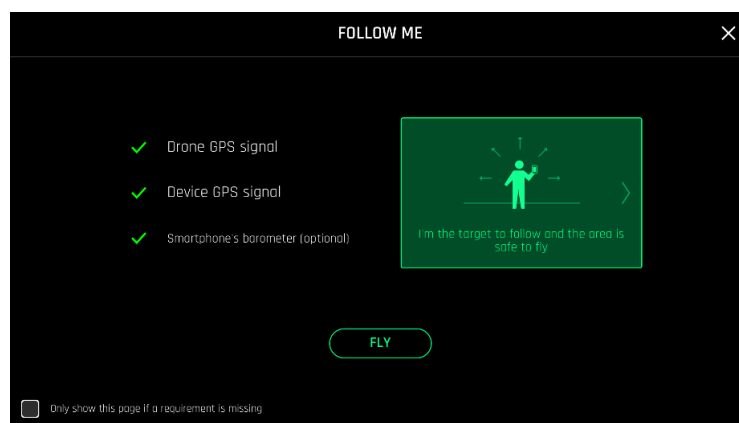 FOLLOW ME
Drone GPS signal
Device GPS signal
Smartphone's barometer (optional)
I'm the target to follow and the area is
safe to fly
FLY
Only show this page if a requirement is missing